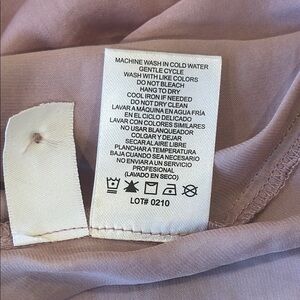 MACHINE WASH IN COLD WATER
GENTLE CYCLE
WASH WITH LIKE COLORS
DO NOT BLEACH
HANG TO DRY
COOL IRON IF NEEDED
DO NOT DRY CLEAN
LAVAR A MÁQUINA EN AGUA FRÍA
EN EL CICLO DELICADO
LAVAR CON COLORES SIMILARES
NO USAR BLANQUEADOR
COLGAR Y DEJAR
SECAR AL AIRE LIBRE
PLANCHAR A TEMPERATURA
BAJA CUANDO SEA NECESARIO
NO ENVIAR A UN SERVICIO
PROFESIONAL
(LAVADO EN SECO)
LOT# 0210